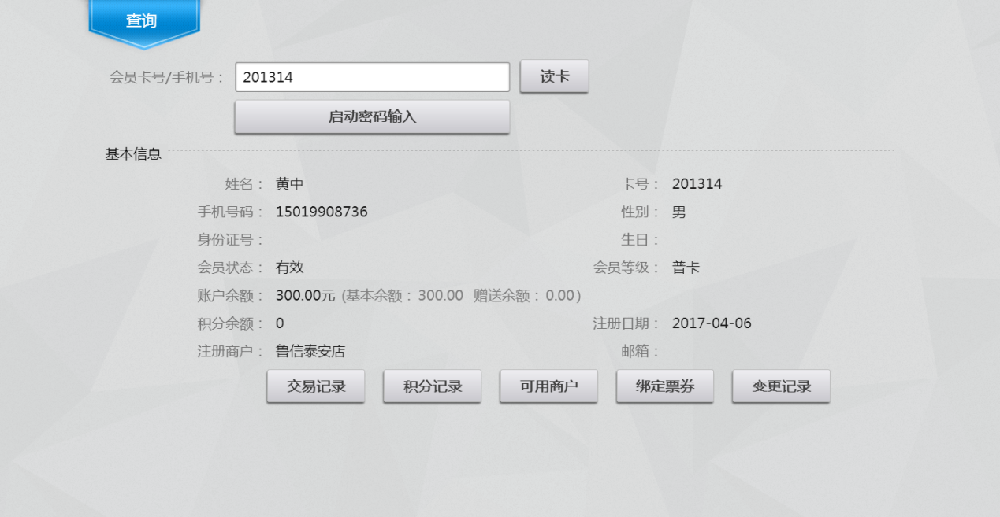 查询
会员卡号/手机号： 201314 读卡
启动密码输入
基本信息
姓名： 黄中 卡号： 201314
手机号码： 15019908736 性别： 男
身份证号： 生日：
会员状态： 有效 会员等级： 普卡
账户余额： 300.00元 (基本余额：300.00 赠送余额：0.00)
积分余额： 0 注册日期： 2017-04-06
注册商户： 鲁信泰安店 邮箱：
交易记录 积分记录 可用商户 绑定票券 变更记录